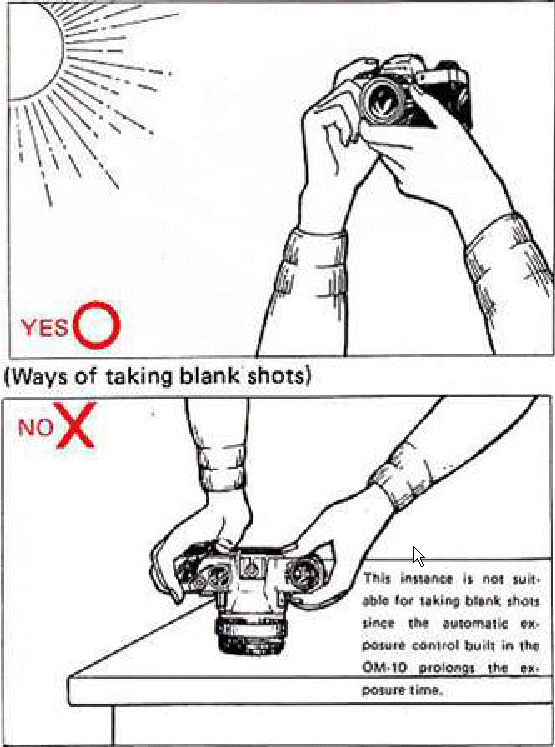 YES
(Ways of taking blank shots)
NO X
This instance is not suit-
able for taking blank shots
since the automatic ex-
posure control built in the
OM-10 prolongs the ex-
posure time.